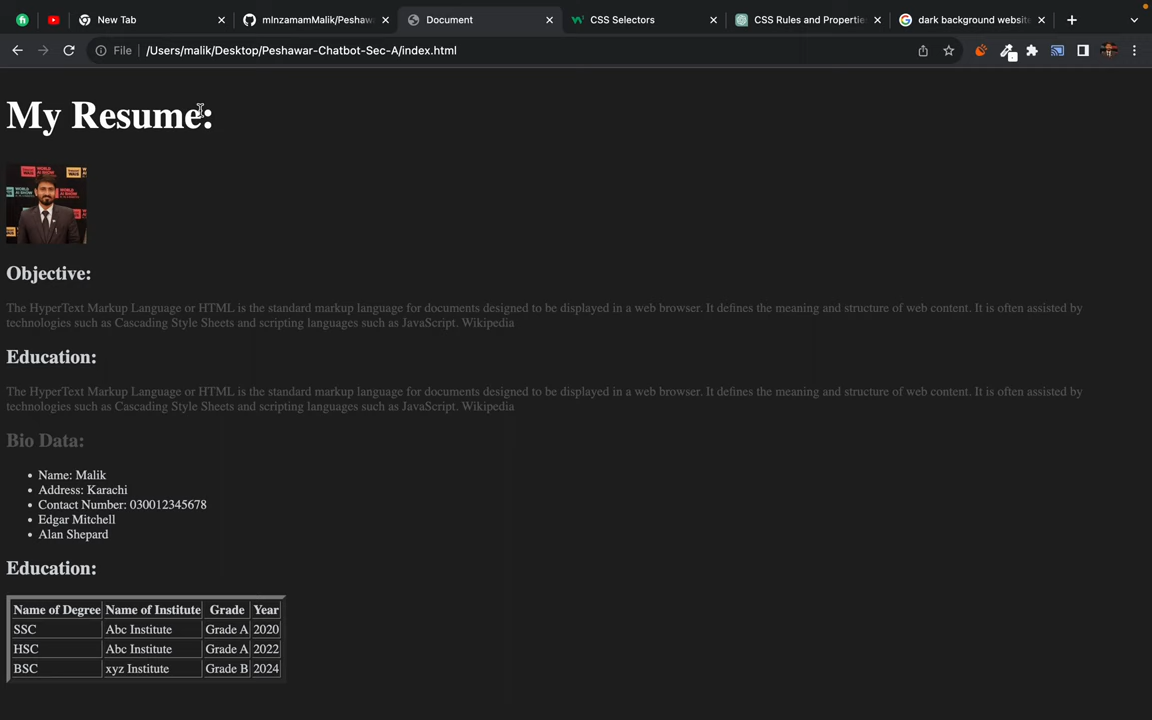 New Tab
mInzamamMalik/Peshawa
Document
CSS Selectors
CSS Rules and Propertie
dark background website
File
/Users/malik/Desktop/Peshawar-Chatbot-Sec-A/index.html
My Resume:
Objective:
The HyperText Markup Language or HTML is the standard markup language for documents designed to be displayed in a web browser. It defines the meaning and structure of web content. It is often assisted by
technologies such as Cascading Style Sheets and scripting languages such as JavaScript. Wikipedia
Education:
The HyperText Markup Language or HTML is the standard markup language for documents designed to be displayed in a web browser. It defines the meaning and structure of web content. It is often assisted by
technologies such as Cascading Style Sheets and scripting languages such as JavaScript. Wikipedia
Bio Data:
• Name: Malik
• Address: Karachi
• Contact Number: 030012345678
• Edgar Mitchell
• Alan Shepard
Education:
Name of Degree Name of Institute Grade Year
SSC Abc Institute Grade A 2020
HSC Abc Institute Grade A 2022
BSC xyz Institute Grade B 2024